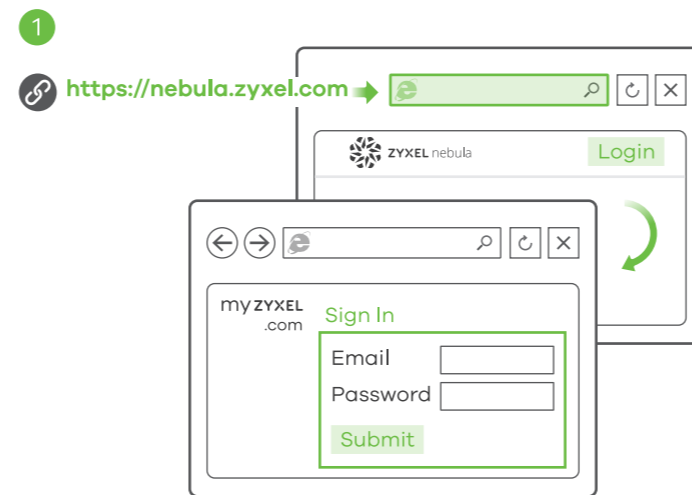 1
https://nebula.zyxel.com
ZYXEL nebula
Login
my ZYXEL
.com
Sign In
Email
Password
Submit